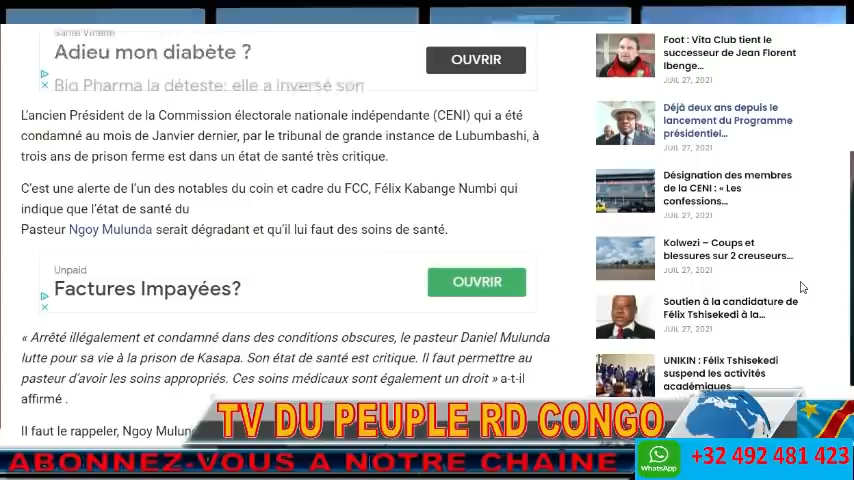 Santé Vivante
Adieu mon diabète ?
OUVRIR
Big Pharma la déteste: elle a inversé son
L'ancien Président de la Commission électorale nationale indépendante (CENI) qui a été
condamné au mois de Janvier dernier, par le tribunal de grande instance de Lubumbashi, à
trois ans de prison ferme est dans un état de santé très critique.
C'est une alerte de l'un des notables du coin et cadre du FCC, Félix Kabange Numbi qui
indique que l'état de santé du
Pasteur Ngoy Mulunda serait dégradant et qu'il lui faut des soins de santé.
Unpaid
Factures Impayées?
OUVRIR
« Arrêté illégalement et condamné dans des conditions obscures, le pasteur Daniel Mulunda
lutte pour sa vie à la prison de Kasapa. Son état de santé est critique. Il faut permettre au
pasteur d'avoir les soins appropriés. Ces soins médicaux sont également un droit » a-t-il
affirmé .
Il faut le rappeler, Ngoy
Foot : Vita Club tient le
successeur de Jean Florent
Ibenge...
JUIL 27, 2021
Déjà deux ans depuis le
lancement du Programme
présidentiel...
JUIL 27, 2021
Désignation des membres
de la CENI : « Les
confessions...
JUIL 27, 2021
Kolwezi – Coups et
blessures sur 2 creuseurs...
JUIL 27, 2021
Soutien à la candidature de
Félix Tshisekedi à la...
JUIL 27, 2021
UNIKIN : Félix Tshisekedi
suspend les activités
académiques
TV DU PEUPLE RD CONGO
ABONNEZ-VOUS A NOTRE CHAÎNE
WhatsApp
+32 492 481 423